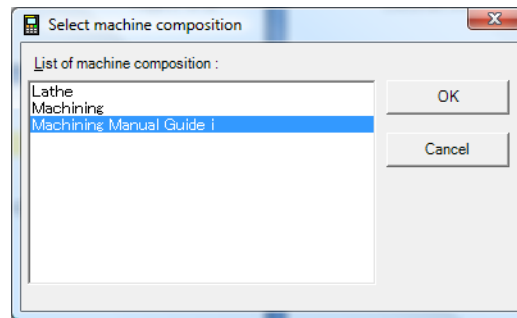 Select machine composition
List of machine composition :
Lathe
Machining
Machining Manual Guide i
OK
Cancel